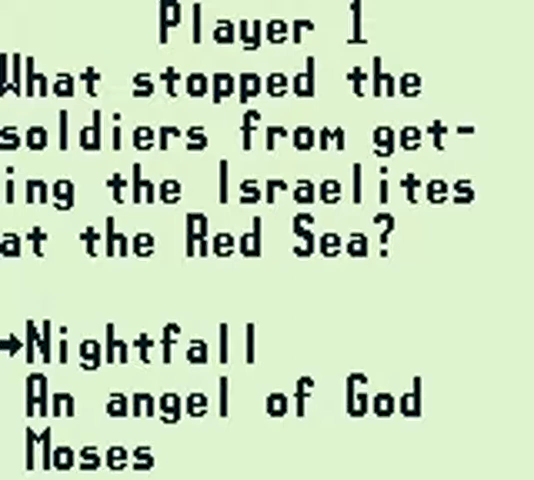 Player 1
What stopped the
soldiers from get-
ing the Israelites
at the Red Sea?
→Nightfall
An angel of God
Moses